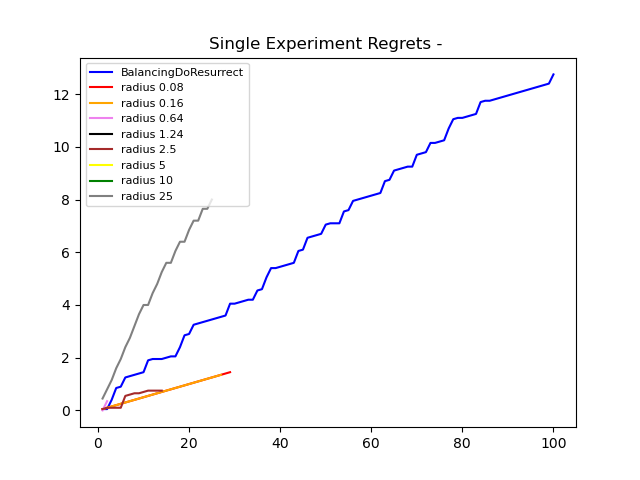 Single Experiment Regrets -
BalancingDoResurrect
radius 0.08
radius 0.16
radius 0.64
radius 1.24
radius 2.5
radius 5
radius 10
radius 25
12
10
8
6
4
2
0
0 20 40 60 80 100